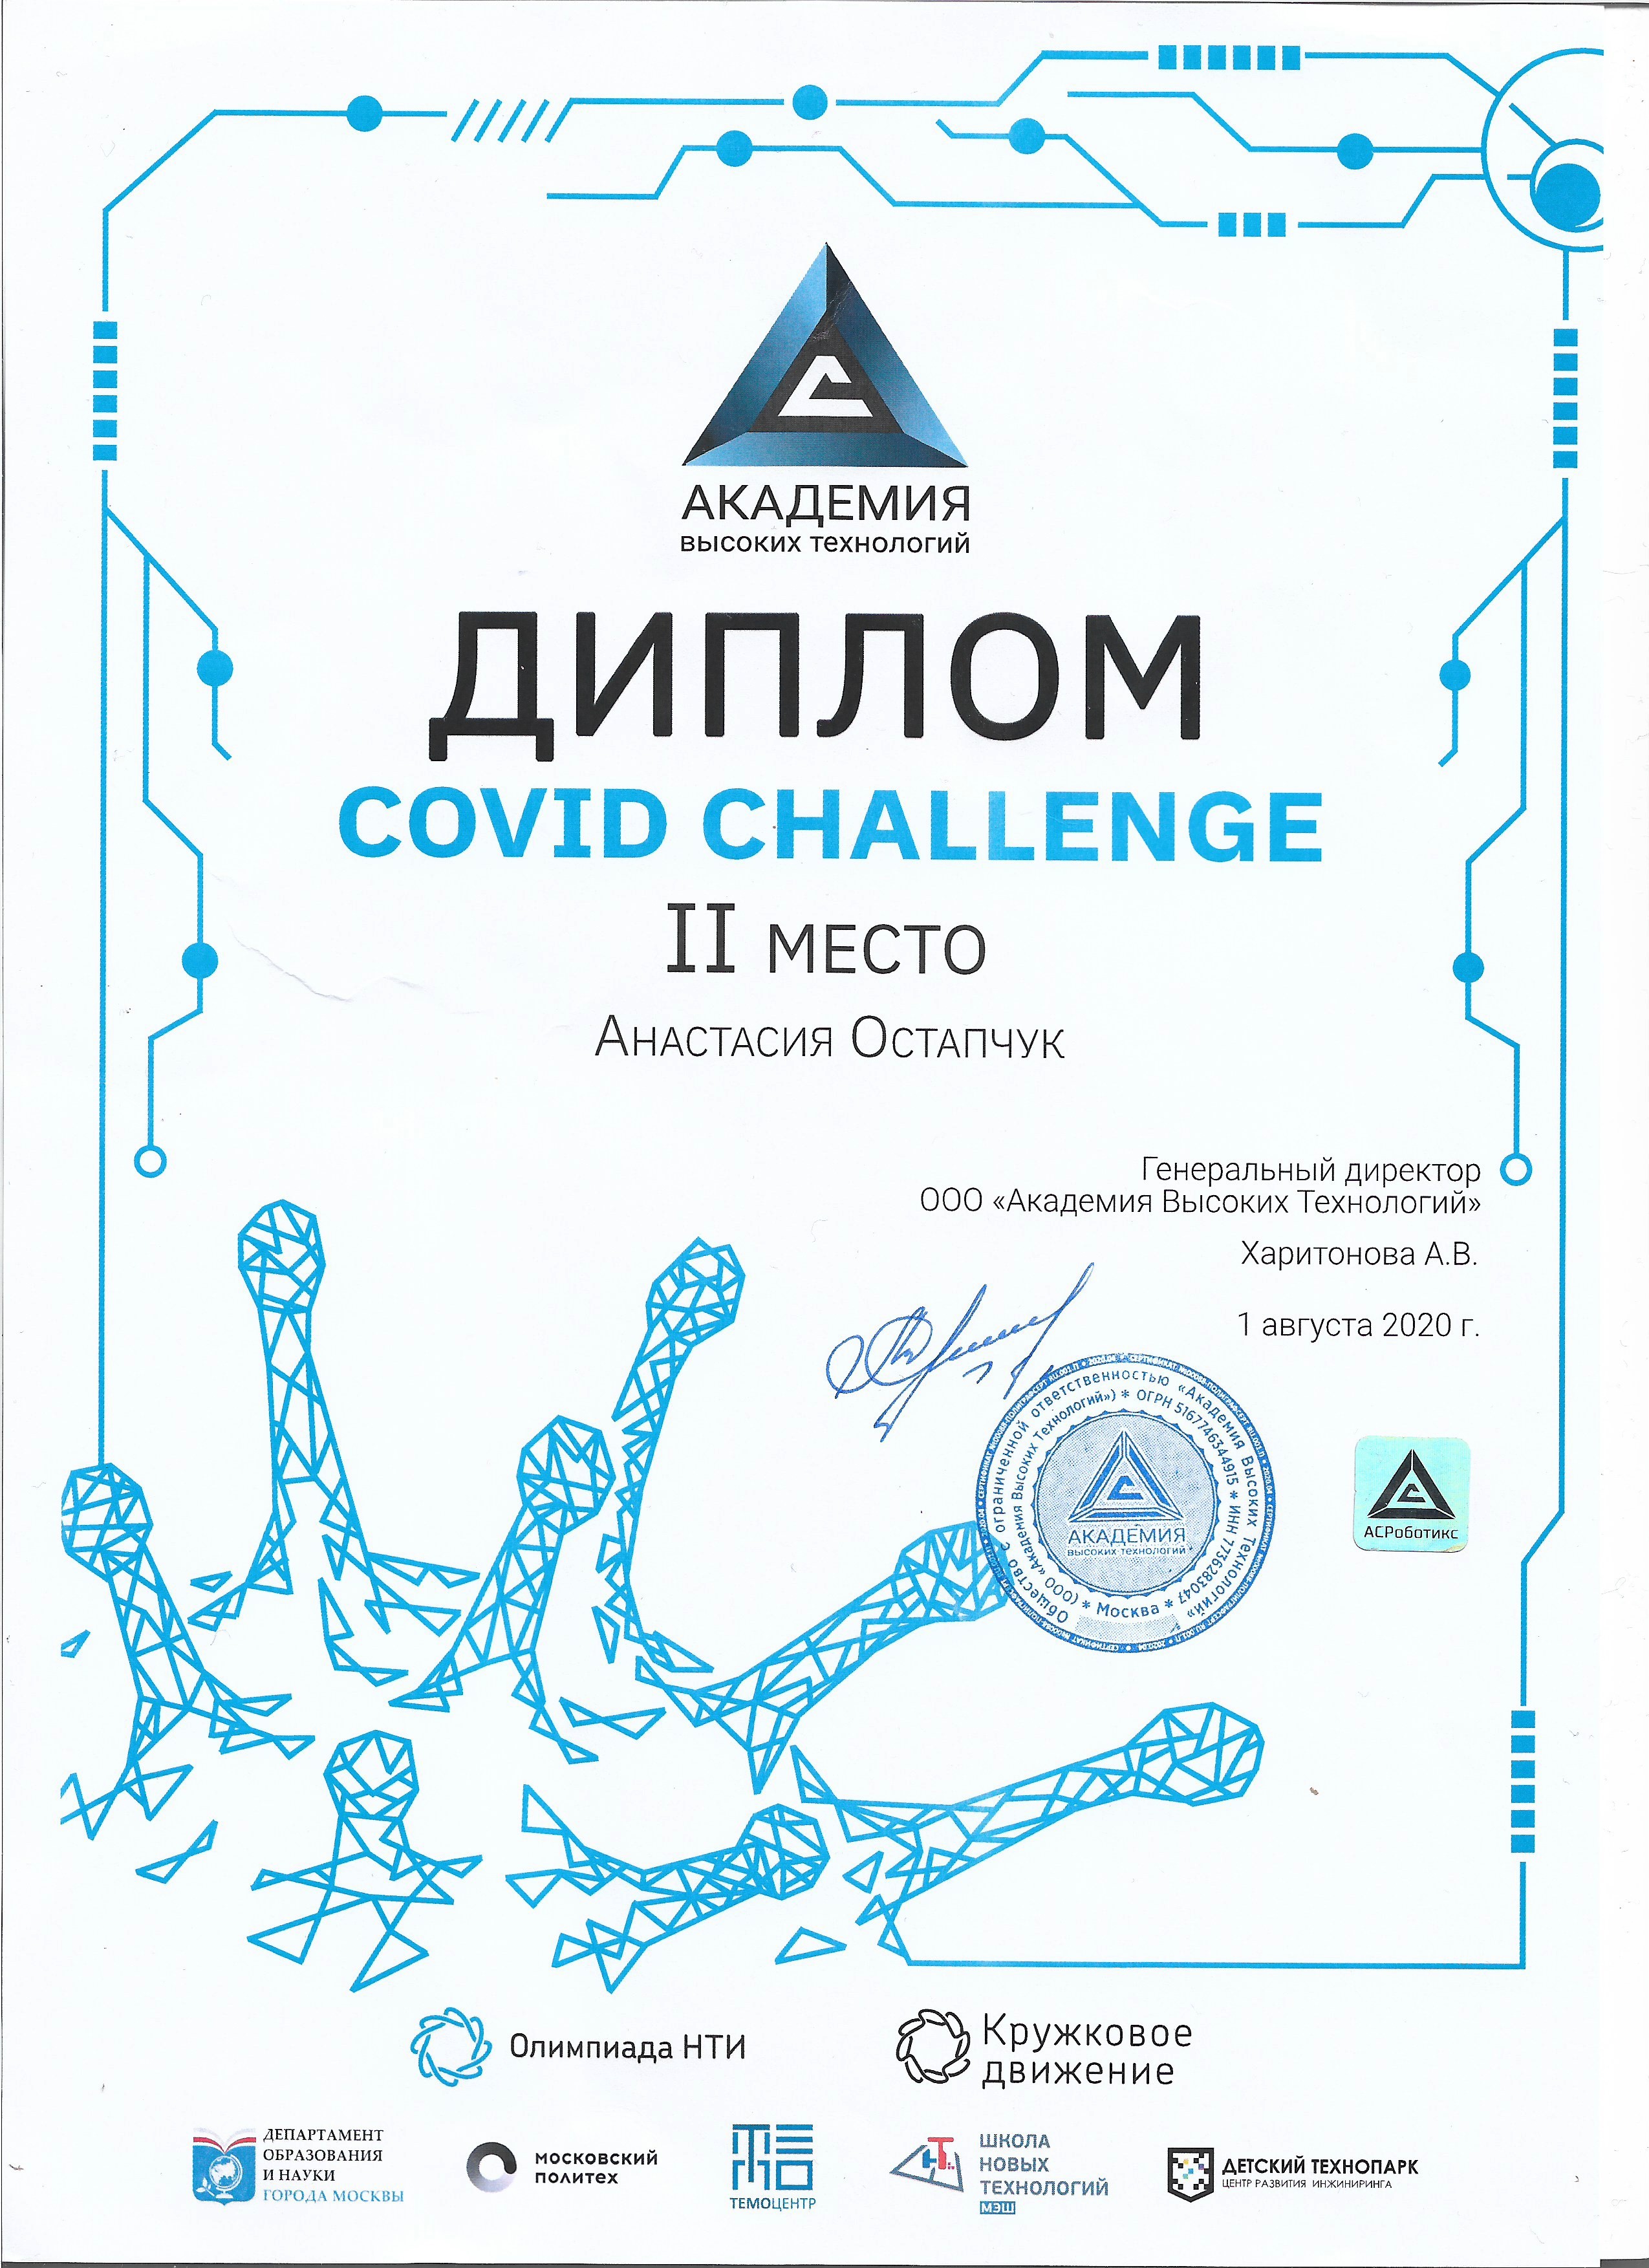 АКАДЕМИЯ
ВЫСОКИХ ТЕХНОЛОГИЙ
ДИПЛОМ
COVID CHALLENGE
II МЕСТО
АНАСТАСИЯ ОСТАПЧУК
Генеральный директор
ООО «Академия Высоких Технологий»
Харитонова А.В.
1 августа 2020 г.
Общество с ограниченной ответственностью «Академия Высоких Технологий»
(ООО «Академия Высоких Технологий») * ОГРН 5167746344915 * ИНН 7736283047 * Москва *
АКАДЕМИЯ
ВЫСОКИХ ТЕХНОЛОГИЙ
АСРоботикс
Олимпиада НТИ
Кружковое
движение
ДЕПАРТАМЕНТ
ОБРАЗОВАНИЯ
И НАУКИ
ГОРОДА МОСКВЫ
МОСКОВСКИЙ
ПОЛИТЕХ
ТЕМОЦЕНТР
ШКОЛА
НОВЫХ
ТЕХНОЛОГИЙ
МЭШ
ДЕТСКИЙ ТЕХНОПАРК
ЦЕНТР РАЗВИТИЯ ИНЖИНИРИНГА